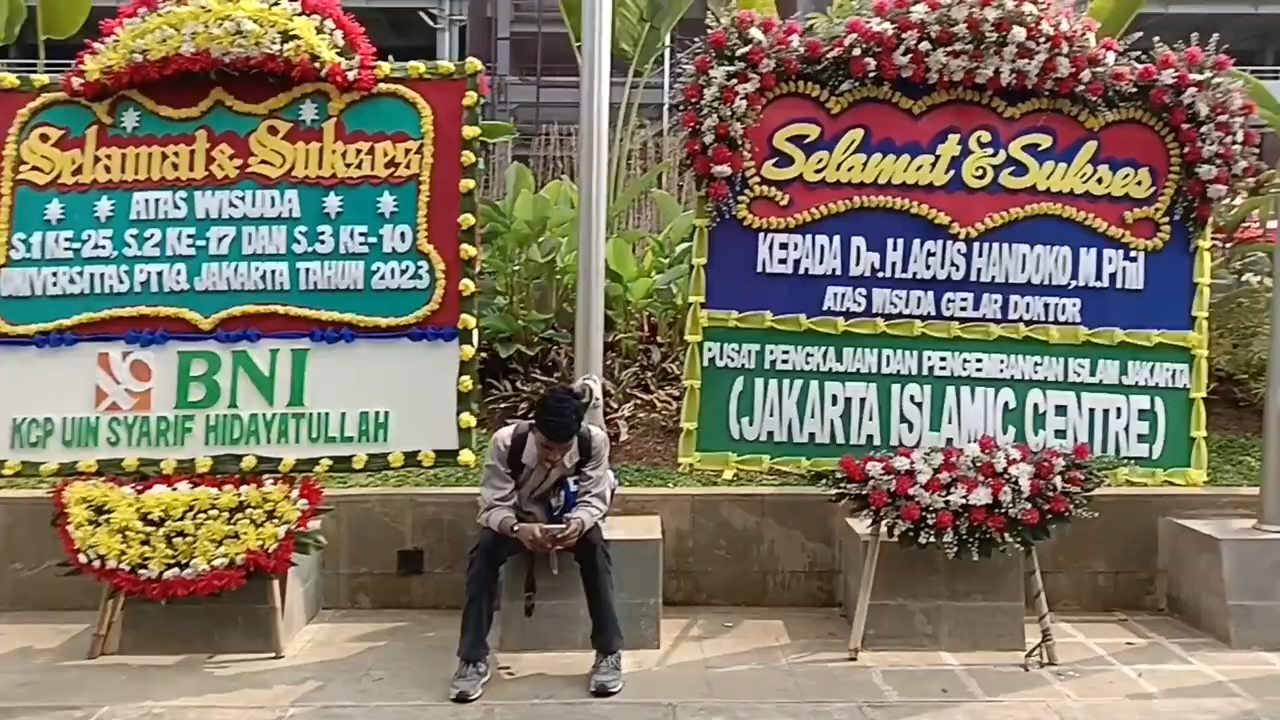 Selamat & Sukses
ATAS WISUDA
S.1 KE-25, S.2 KE-17 DAN S.3 KE-10
UNIVERSITAS PTIQ JAKARTA TAHUN 2023
BNI
KCP UIN SYARIF HIDAYATULLAH
Selamat & Sukses
KEPADA Dr.H.AGUS HANDOKO,M.Phil
ATAS WISUDA GELAR DOKTOR
PUSAT PENGKAJIAN DAN PENGEMBANGAN ISLAM JAKARTA
(JAKARTA ISLAMIC CENTRE)